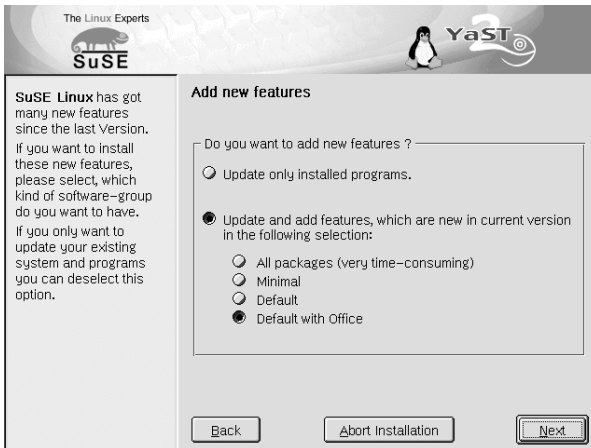 The Linux Experts
SuSE
YaST
2
SuSE Linux has got
many new features
since the last Version.
If you want to install
these new features,
please select, which
kind of software-group
do you want to have.
If you only want to
update your existing
system and programs
you can deselect this
option.
Add new features
Do you want to add new features ?
Update only installed programs.
Update and add features, which are new in current version
in the following selection:
All packages (very time-consuming)
Minimal
Default
Default with Office
Back
Abort Installation
Next